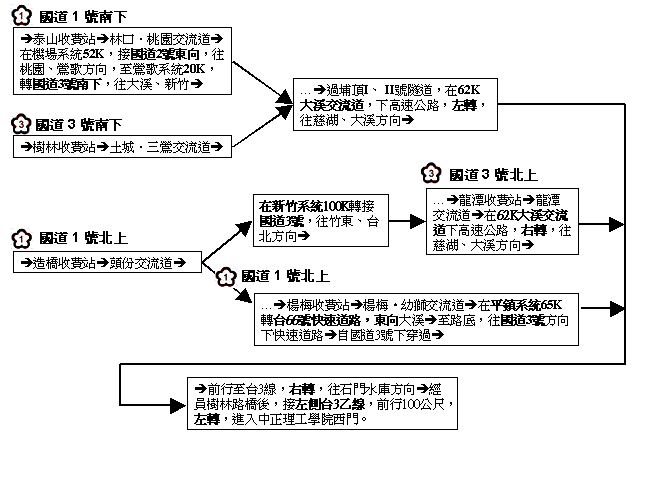 1 國道 1 號南下
➔泰山收費站➔林口、桃園交流道➔
在機場系統52K，接國道2號東向，往
桃園、鶯歌方向，至鶯歌系統20K，
轉國道3號南下，往大溪、新竹➔
3 國道 3 號南下
➔樹林收費站➔土城、三鶯交流道➔
…➔過埔頂I、II號隧道，在62K
大溪交流道，下高速公路，左轉，
往慈湖、大溪方向➔
1 國道 1 號北上
➔造橋收費站➔頭份交流道➔
在新竹系統100K轉接
國道3號，往竹東、台
北方向➔
3 國道 3 號北上
…➔龍潭收費站➔龍潭
交流道➔在62K大溪交流
道下高速公路，右轉，往
慈湖、大溪方向➔
1 國道 1 號北上
…➔楊梅收費站➔楊梅、幼獅交流道➔在平鎮系統65K
轉台66號快速道路，東向大溪➔至路底，往國道3號方向
下快速道路➔自國道3號下穿過➔
➔前行至台3線，右轉，往石門水庫方向➔經
員樹林路橋後，接左側台3乙線，前行100公尺，
左轉，進入中正理工學院西門。